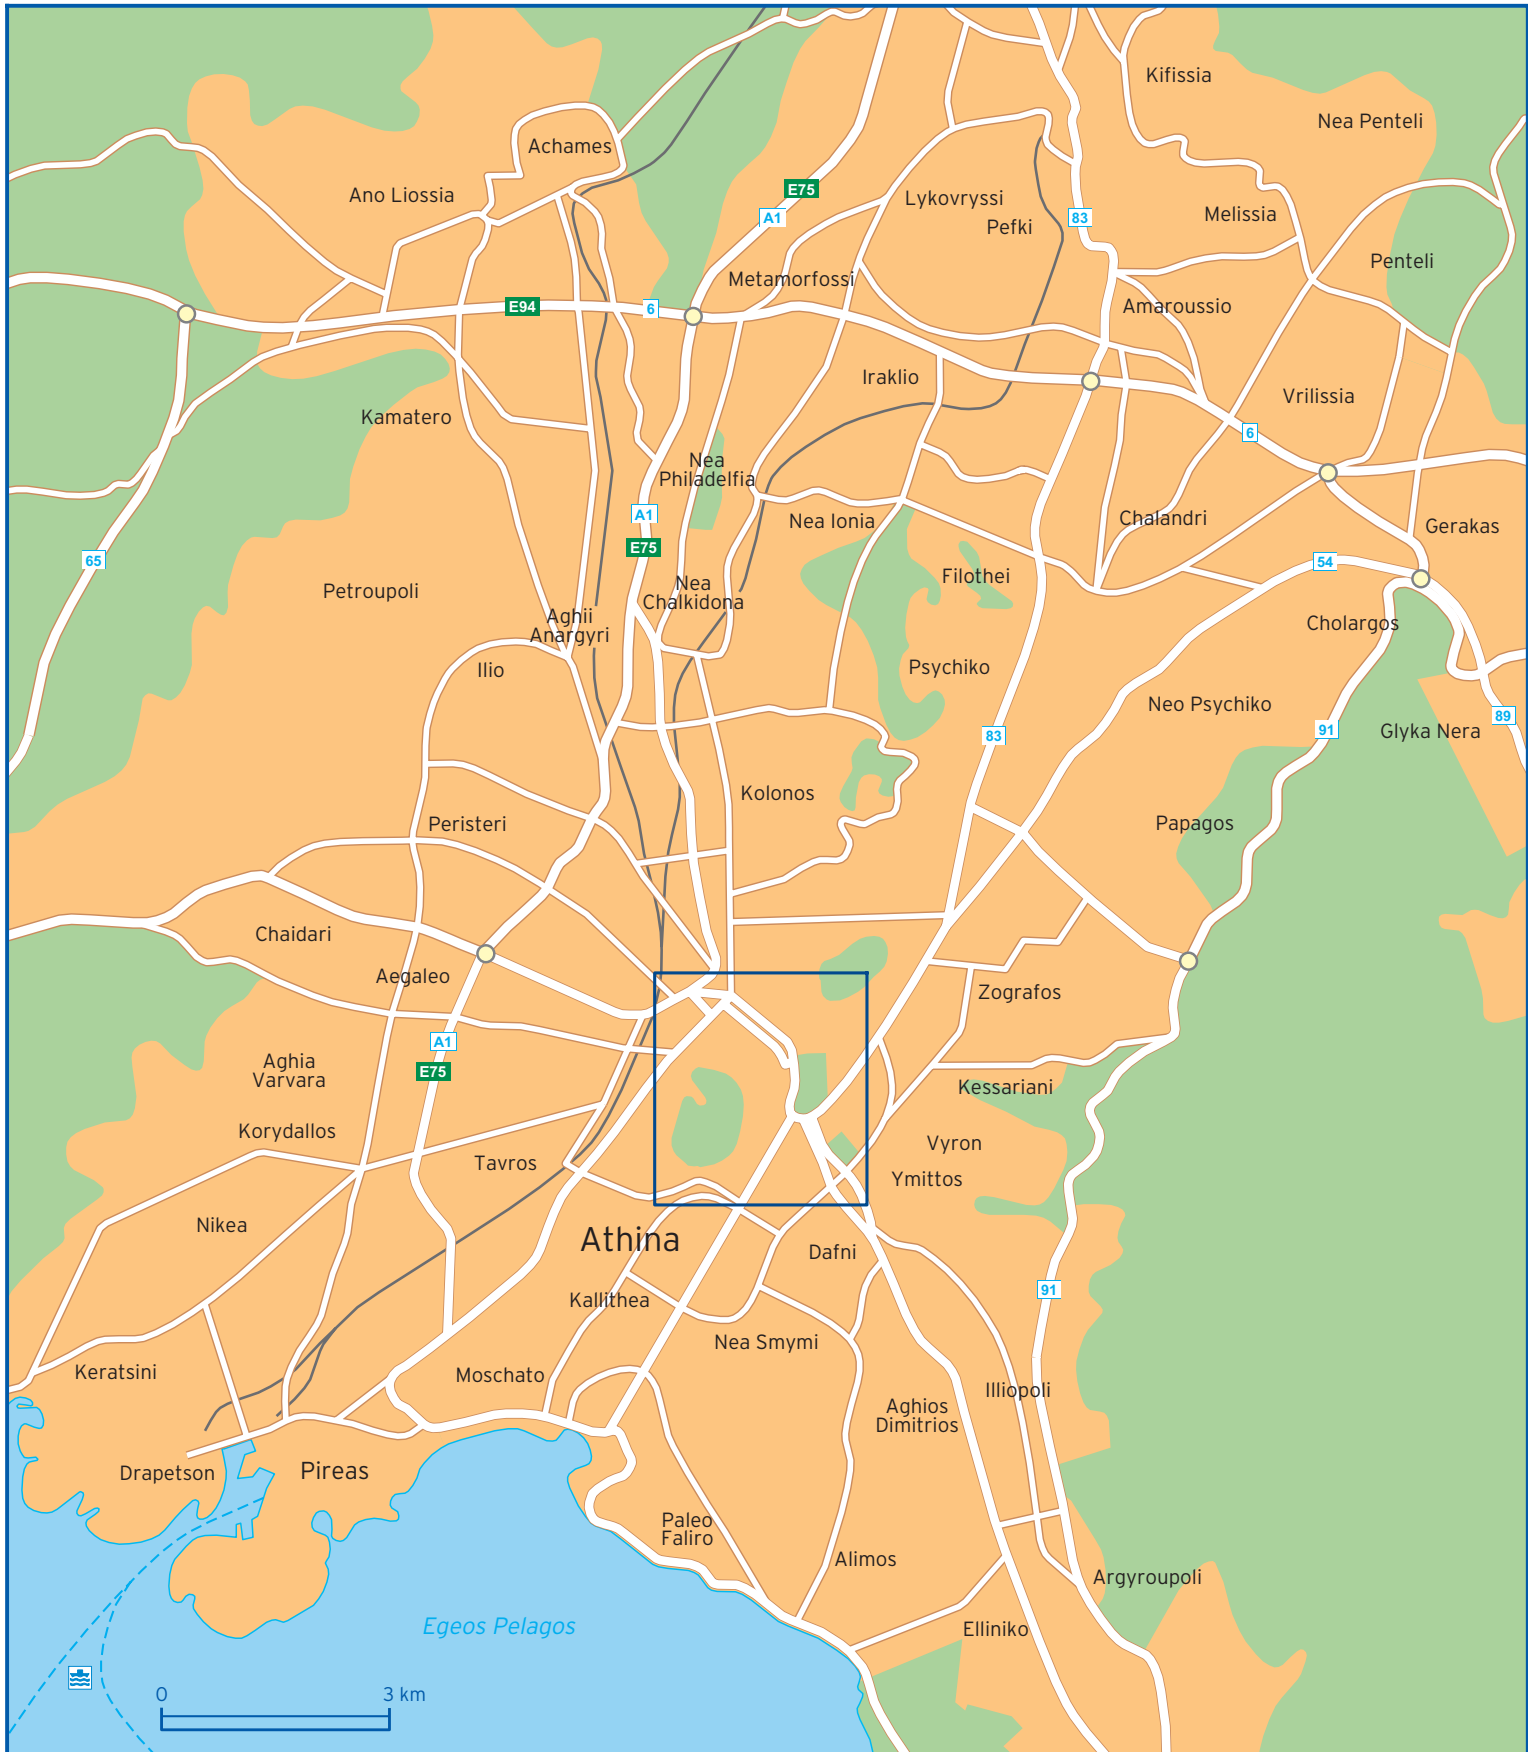 Kifissia
Nea Penteli
Achames
E75
Ano Liossia
Lykovryssi
A1
83
Melissia
Pefki
Penteli
Metamorfossi
E94
6
Amaroussio
Iraklio
Vrilissia
Kamatero
6
Nea
Philadelfia
A1
Nea Ionia
Chalandri
Gerakas
E75
65
54
Filothei
Petroupoli
Nea
Chalkidona
Aghii
Anargyri
Cholargos
Ilio
Psychiko
Neo Psychiko
89
91
Glyka Nera
83
Kolonos
Peristeri
Papagos
Chaidari
Aegaleo
Zografos
A1
E75
Aghia
Varvara
Kessariani
Korydallos
Vyron
Tavros
Ymittos
Nikea
Athina
Dafni
91
Kallithea
Nea Smymi
Keratsini
Moschato
Illiopoli
Aghios
Dimitrios
Drapetson
Pireas
Paleo
Faliro
Alimos
Argyroupoli
Egeos Pelagos
Elliniko
0
3 km